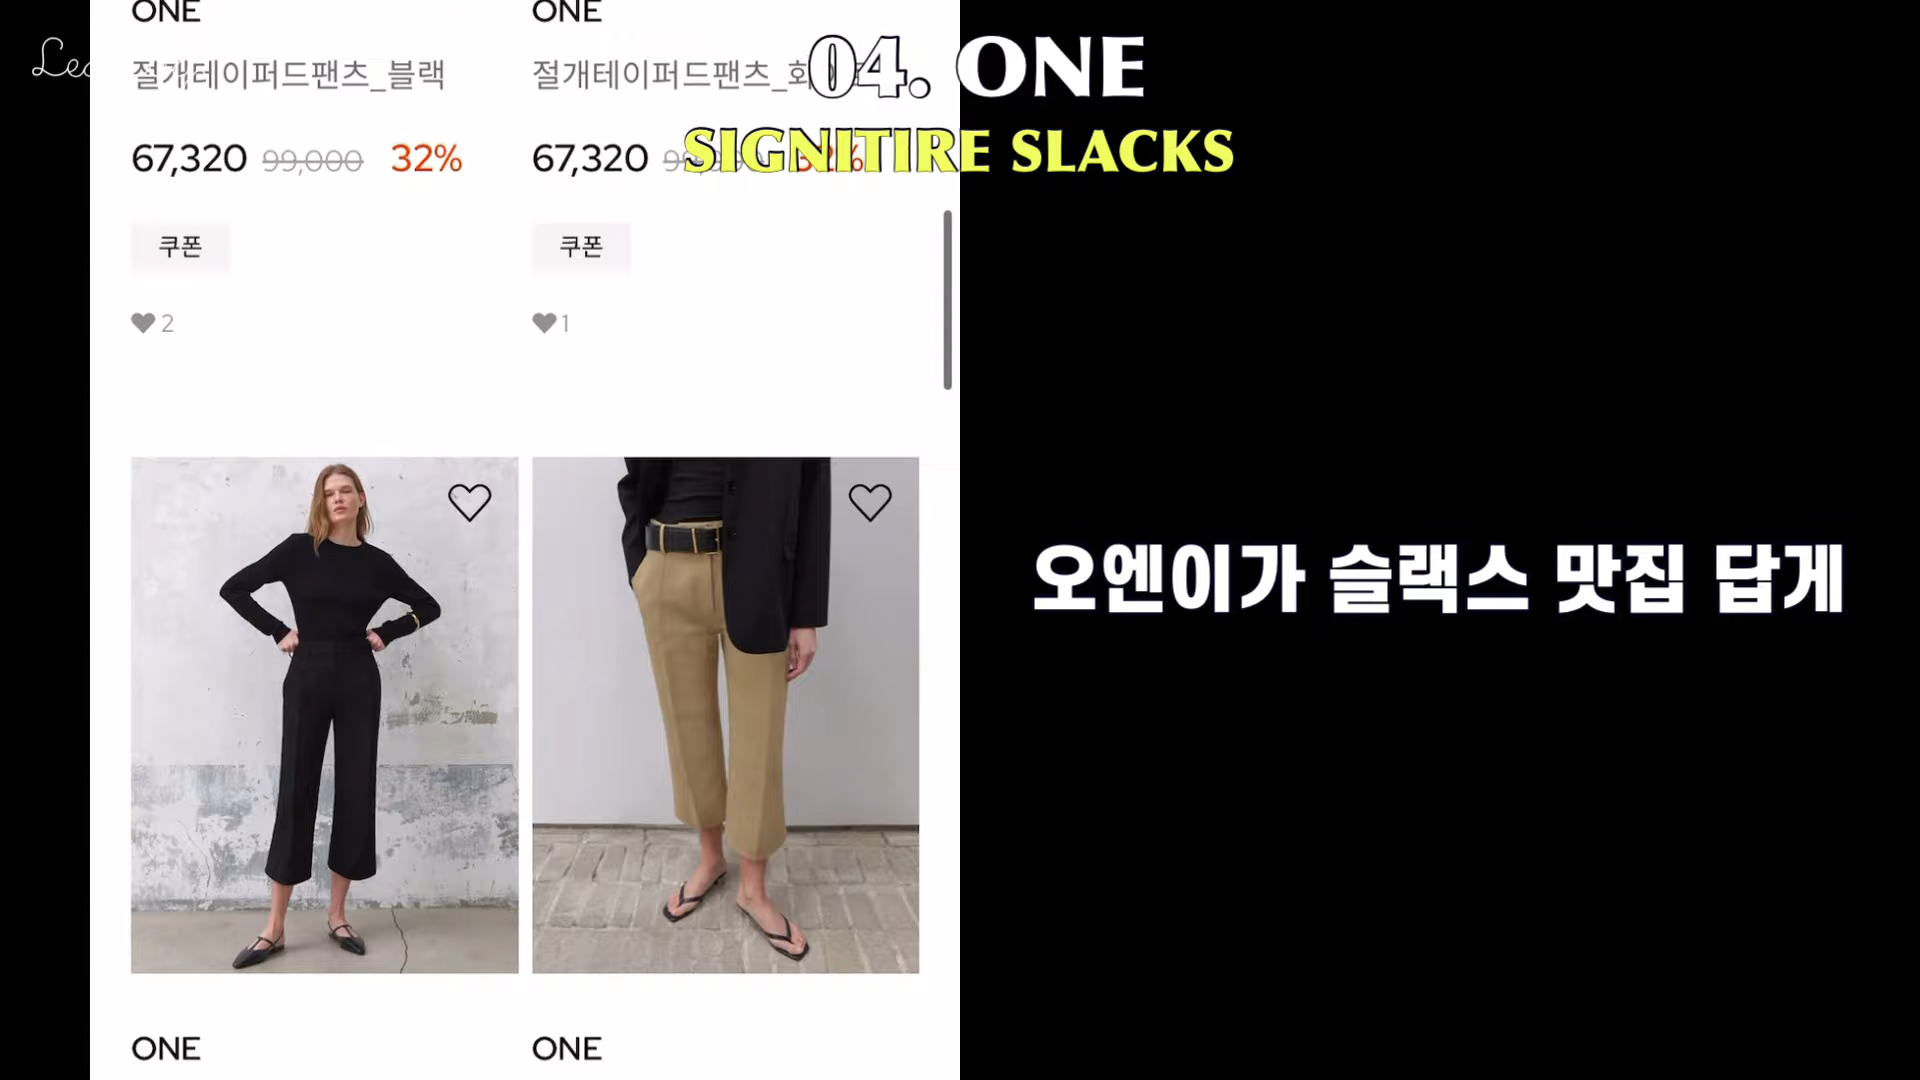 ONE
ONE
04. ONE
절개테이퍼드팬츠_블랙
절개테이퍼드팬츠_회
SIGNITIRE SLACKS
67,320 99,000 32%
67,320
쿠폰
쿠폰
2
1
오엔이가 슬랙스 맛집 답게
ONE
ONE